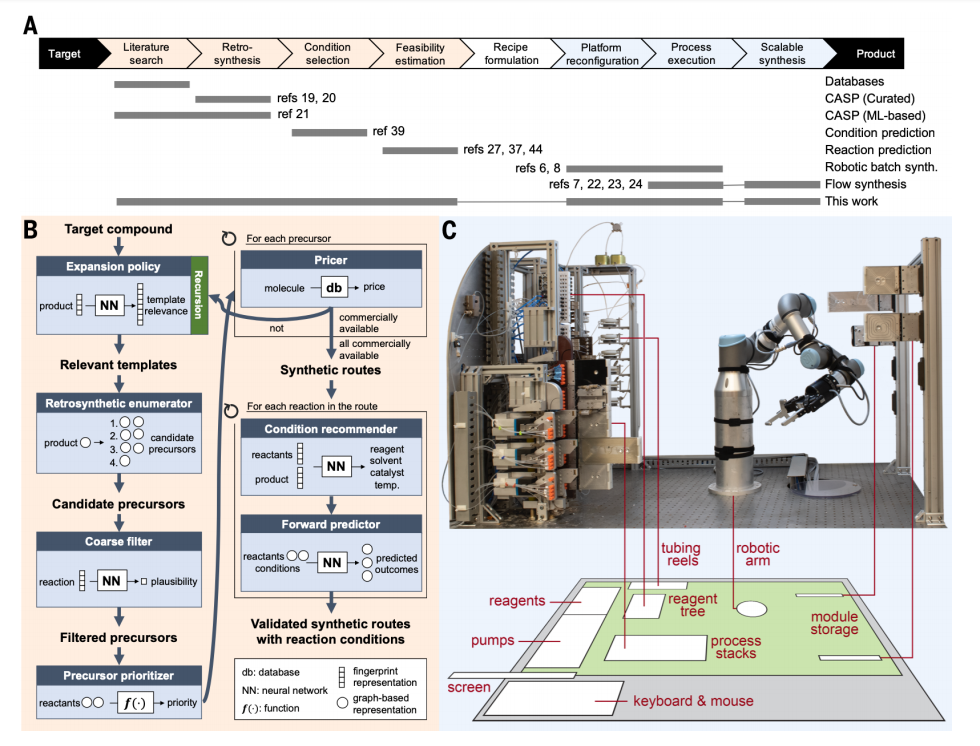 A
Target
Literature
search
Retro-
synthesis
Condition
selection
Feasibility
estimation
Recipe
formulation
Platform
reconfiguration
Process
execution
Scalable
synthesis
Product
Databases
refs 19, 20
CASP (Curated)
ref 21
CASP (ML-based)
ref 39
Condition prediction
refs 27, 37, 44
Reaction prediction
refs 6, 8
Robotic batch synth.
refs 7, 22, 23, 24
Flow synthesis
This work
B
Target compound
Expansion policy
product
NN
template
relevance
Recursion
Relevant templates
Retrosynthetic enumerator
product
1.
2.
3.
4.
candidate
precursors
Candidate precursors
Coarse filter
reaction
NN
plausibility
Filtered precursors
Precursor prioritizer
reactants
f(·)
priority
For each precursor
Pricer
molecule
db
price
not
commercially
available
all commercially
available
Synthetic routes
For each reaction in the route
Condition recommender
reactants
product
NN
reagent
solvent
catalyst
temp.
Forward predictor
reactants
conditions
NN
predicted
outcomes
Validated synthetic routes
with reaction conditions
db: database
NN: neural network
f(·): function
fingerprint
representation
graph-based
representation
C
tubing
reels
robotic
arm
reagents
reagent
tree
module
storage
pumps
process
stacks
screen
keyboard & mouse